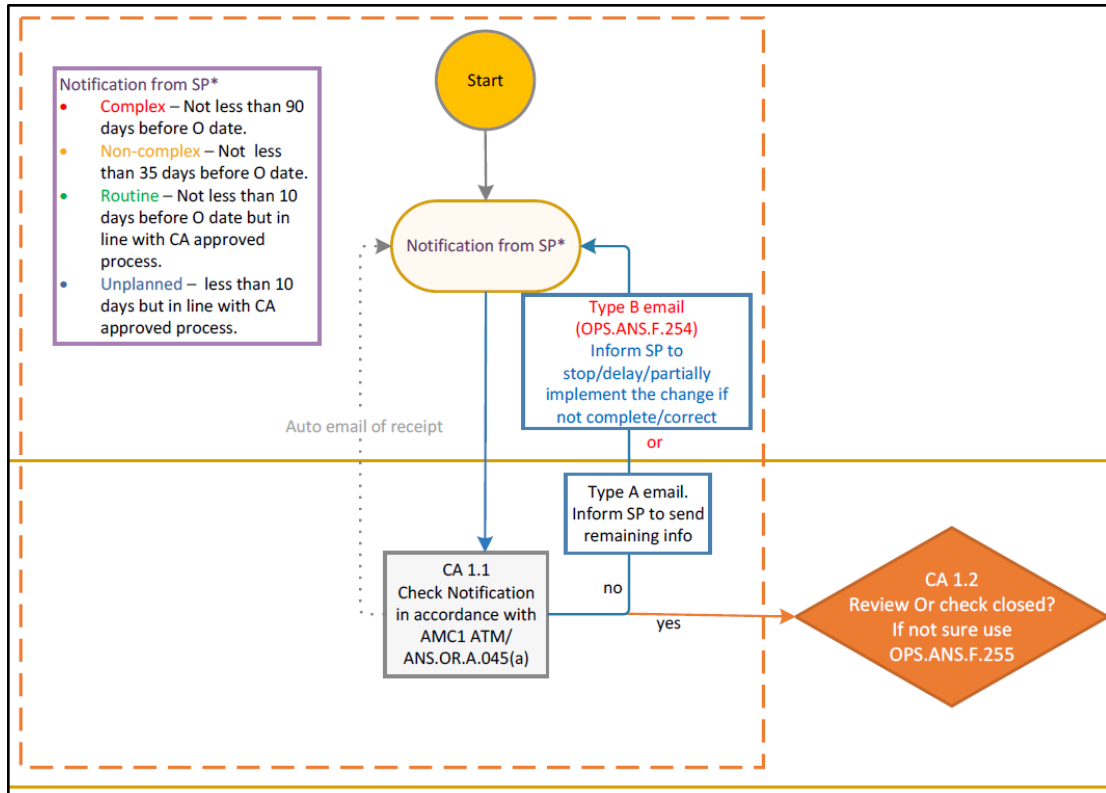 Start
Notification from SP*
• Complex – Not less than 90
days before O date.
• Non-complex – Not less
than 35 days before O date.
• Routine – Not less than 10
days before O date but in
line with CA approved
process.
• Unplanned – less than 10
days but in line with CA
approved process.
Notification from SP*
Type B email
(OPS.ANS.F.254)
Inform SP to
stop/delay/partially
implement the change if
not complete/correct
Auto email of receipt
or
Type A email.
Inform SP to send
remaining info
CA 1.1
Check Notification
in accordance with
AMC1 ATM/
ANS.OR.A.045(a)
no
yes
CA 1.2
Review Or check closed?
If not sure use
OPS.ANS.F.255